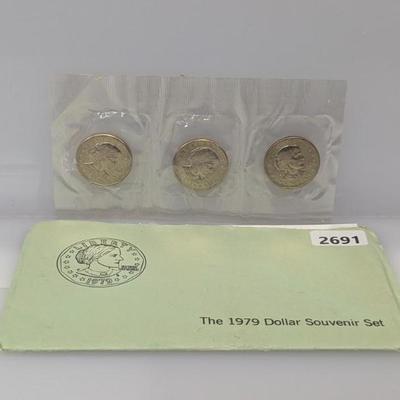 2691
LIBERTY
1979
The 1979 Dollar Souvenir Set